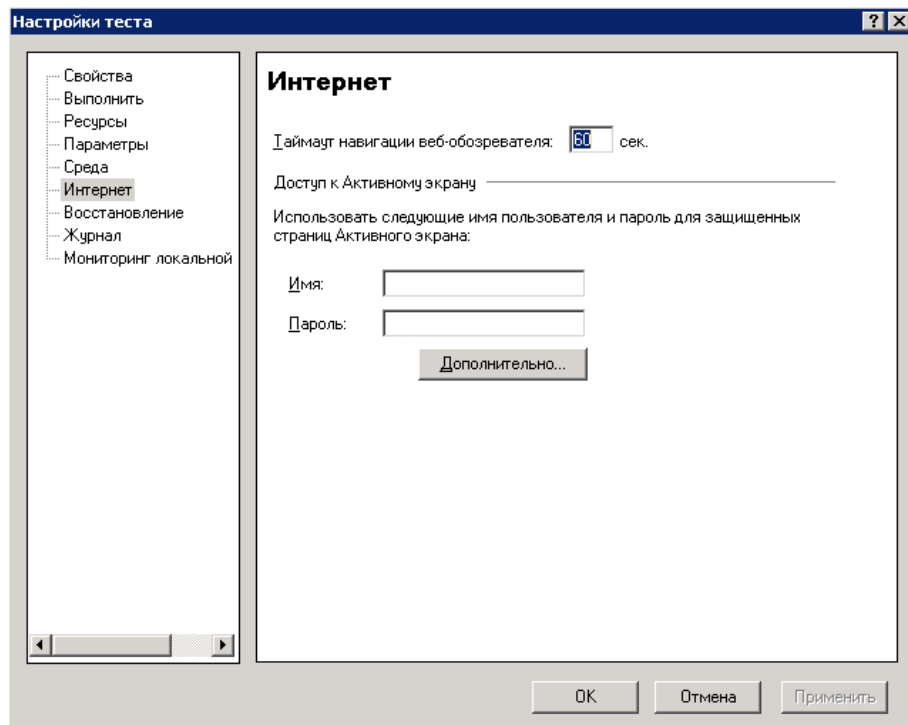 Настройки теста
Свойства
Выполнить
Ресурсы
Параметры
Среда
Интернет
Восстановление
Журнал
Мониторинг локальной
Интернет
Таймаут навигации веб-обозревателя: 60 сек.
Доступ к Активному экрану
Использовать следующие имя пользователя и пароль для защищенных
страниц Активного экрана:
Имя:
Пароль:
Дополнительно...
OK Отмена Применить